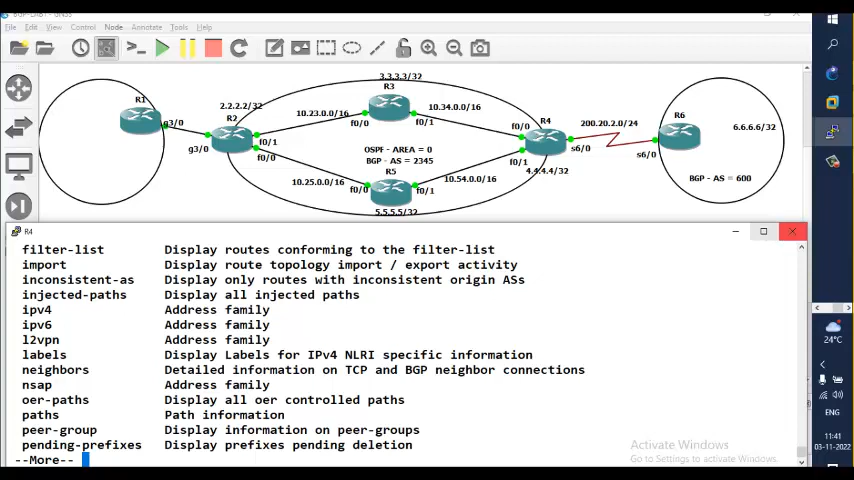 File Edit View Control Node Annotate Tools Help
R1
g3/0
2.2.2.2/32
R2
g3/0
f0/1
f0/0
10.23.0.0/16
10.25.0.0/16
3.3.3.3/32
R3
f0/0
f0/1
10.34.0.0/16
OSPF - AREA = 0
BGP - AS = 2345
R5
f0/0
f0/1
5.5.5.5/32
10.54.0.0/16
R4
f0/0
f0/1
4.4.4.4/32
s6/0
200.20.2.0/24
R6
s6/0
6.6.6.6/32
BGP - AS = 600
R4
filter-list Display routes conforming to the filter-list
import Display route topology import / export activity
inconsistent-as Display only routes with inconsistent origin ASs
injected-paths Display all injected paths
ipv4 Address family
ipv6 Address family
l2vpn Address family
labels Display Labels for IPv4 NLRI specific information
neighbors Detailed information on TCP and BGP neighbor connections
nsap Address family
oer-paths Display all oer controlled paths
paths Path information
peer-group Display information on peer-groups
pending-prefixes Display prefixes pending deletion
--More--
Activate Windows
Go to Settings to activate Windows.
24°C
ENG
11:41
03-11-2022